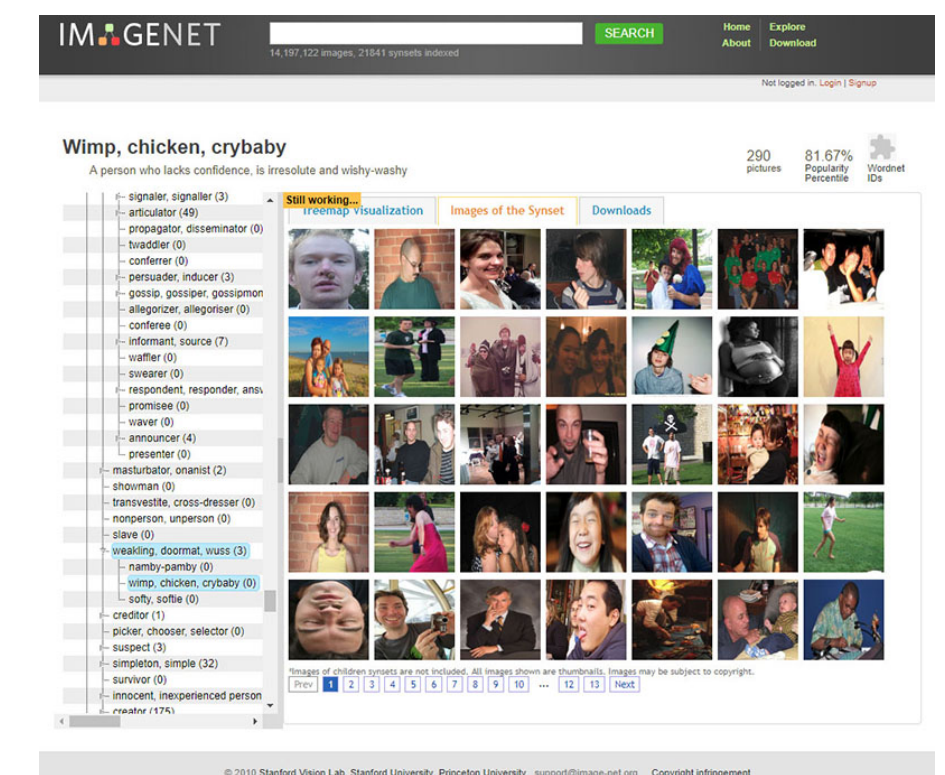 IMAGENET
SEARCH
14,197,122 images, 21841 synsets indexed
Home Explore
About Download
Not logged in. Login | Signup
Wimp, chicken, crybaby
A person who lacks confidence, is irresolute and wishy-washy
290
pictures
81.67%
Popularity
Percentile
Wordnet
IDs
signaler, signaller (3)
articulator (49)
propagator, disseminator (0)
twaddler (0)
conferrer (0)
persuader, inducer (3)
gossip, gossiper, gossipmon
allegorizer, allegoriser (0)
conferee (0)
informant, source (7)
waffler (0)
swearer (0)
respondent, responder, answ
promisee (0)
waver (0)
announcer (4)
presenter (0)
masturbator, onanist (2)
showman (0)
transvestite, cross-dresser (0)
nonperson, unperson (0)
slave (0)
weakling, doormat, wuss (3)
namby-pamby (0)
wimp, chicken, crybaby (0)
softy, softie (0)
creditor (1)
picker, chooser, selector (0)
suspect (3)
simpleton, simple (32)
survivor (0)
innocent, inexperienced person
creator (175)
Still working...
Treemap Visualization Images of the Synset Downloads
*Images of children synsets are not included. All images shown are thumbnails. Images may be subject to copyright.
Prev 1 2 3 4 5 6 7 8 9 10 ... 12 13 Next
© 2010 Stanford Vision Lab, Stanford University, Princeton University support@image-net.org Copyright infringement